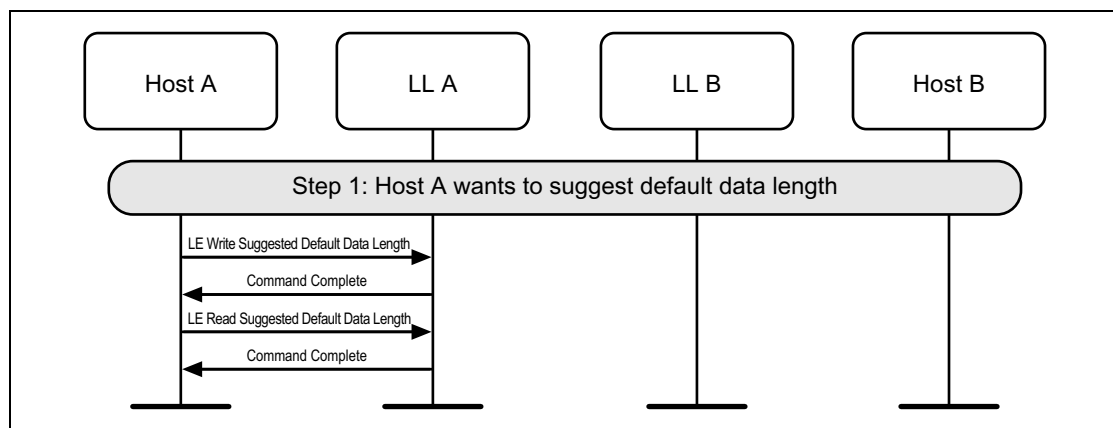 Host A
LL A
LL B
Host B
Step 1: Host A wants to suggest default data length
LE Write Suggested Default Data Length
Command Complete
LE Read Suggested Default Data Length
Command Complete